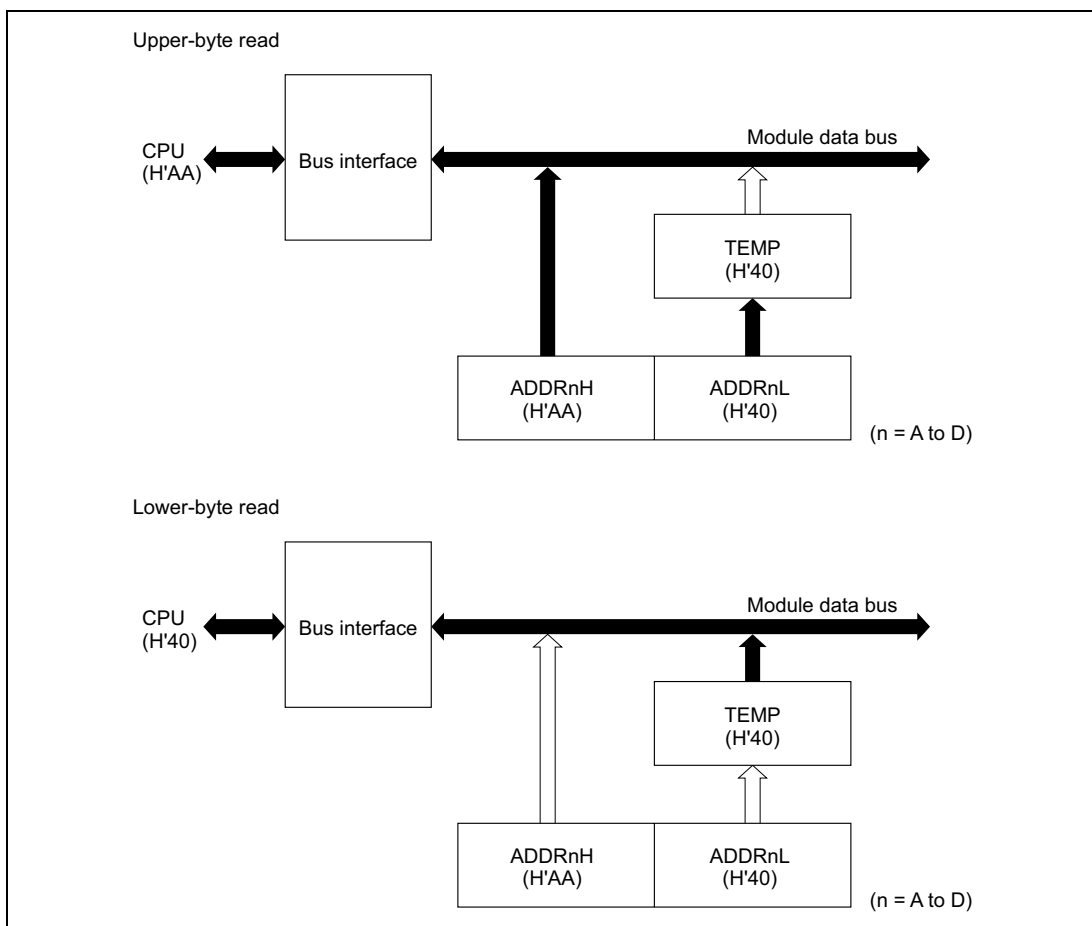 Upper-byte read
Module data bus
CPU
(H'AA)
Bus interface
TEMP
(H'40)
ADDRnH
(H'AA)
ADDRnL
(H'40)
(n = A to D)
Lower-byte read
Module data bus
CPU
(H'40)
Bus interface
TEMP
(H'40)
ADDRnH
(H'AA)
ADDRnL
(H'40)
(n = A to D)